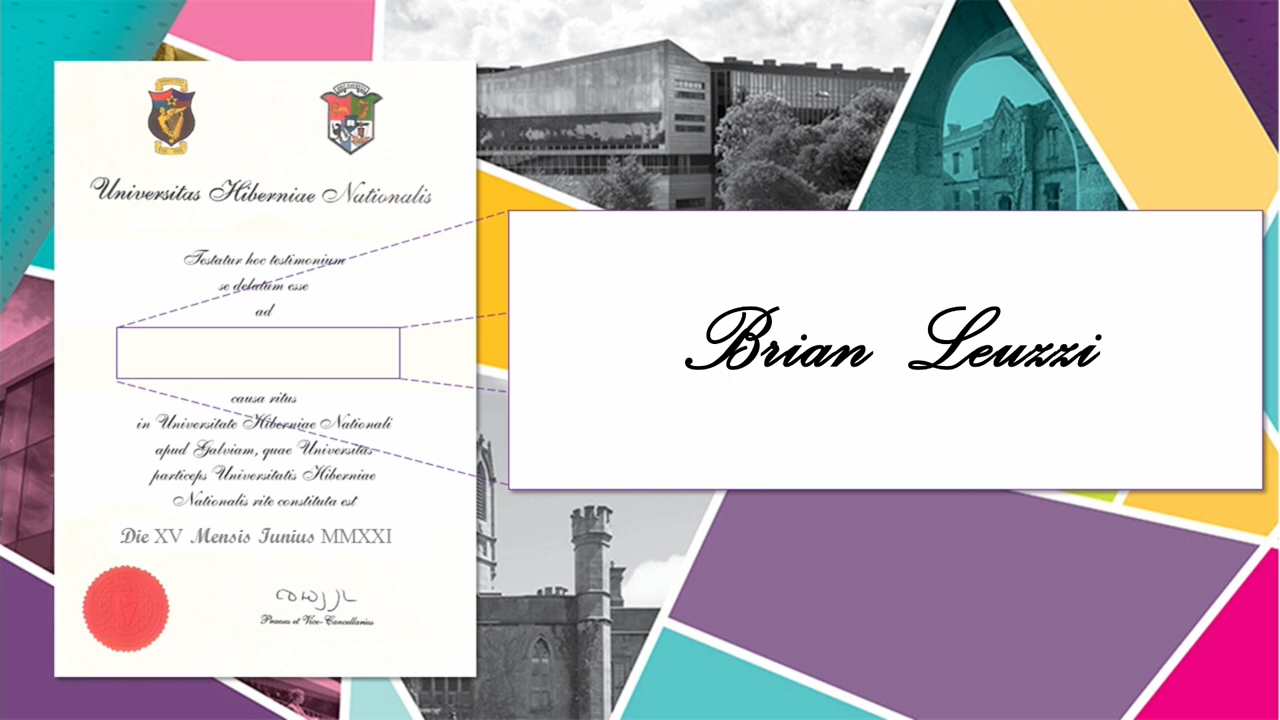 Universitas Hiberniae Nationalis
Testatur hoc testimonium
se delatum esse
ad
Brian Leuzzi
causa ritus
in Universitate Hiberniae Nationali
apud Galviam, quae Universitas
particeps Universitatis Hiberniae
Nationalis rite constituta est
Die XV Mensis Iunius MMXXI
Praeses et Vice-Cancellarius